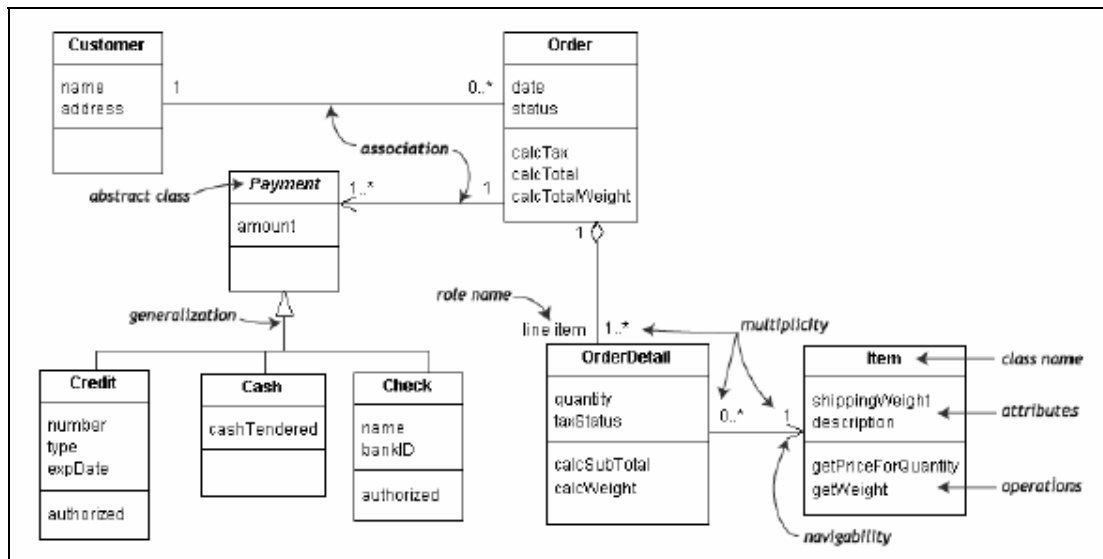 Customer
name
address
1
0..*
Order
date
status
calcTax
calcTotal
calcTotalWeight
association
abstract class
Payment
amount
1..*
1
1
generalization
role name
line item
1..*
multiplicity
Credit
number
type
expDate
authorized
Cash
cashTendered
Check
name
bankID
authorized
OrderDetail
quantity
taxStatus
calcSubTotal
calcWeight
0..*
1
Item
shippingWeight
description
getPriceForQuantity
getWeight
class name
attributes
operations
navigability